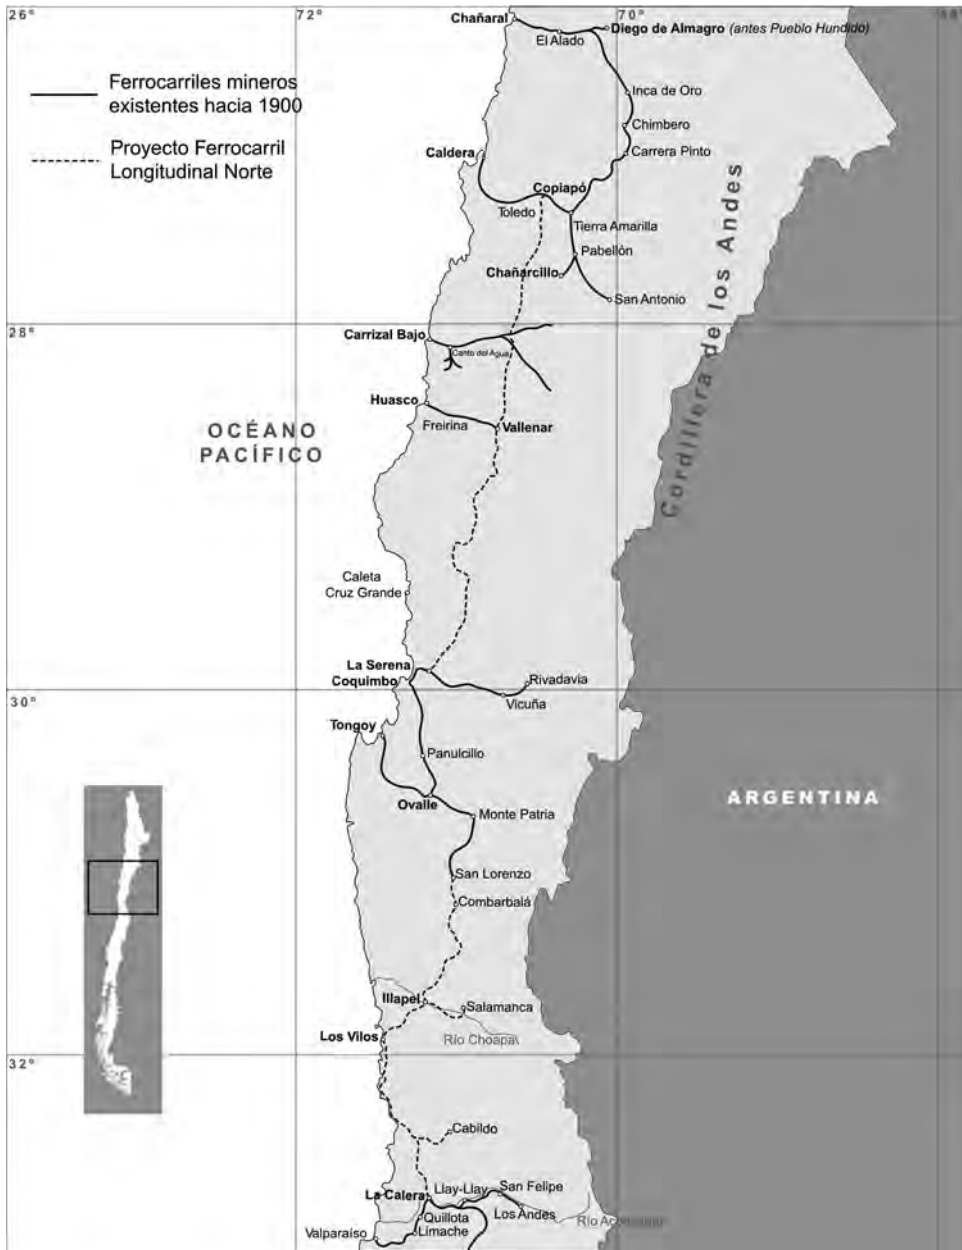 26°
72°
70°
68°
Chañaral
Diego de Almagro (antes Pueblo Hundido)
El Alado
Ferrocarriles mineros
existentes hacia 1900
Inca de Oro
Chimbero
Proyecto Ferrocarril
Longitudinal Norte
Caldera
Carrera Pinto
Copiapó
Toledo
Tierra Amarilla
Pabellón
Chañarcillo
San Antonio
Cordillera de los Andes
28°
Carrizal Bajo
Canto del Agua
Huasco
Freirina
Vallenar
OCÉANO
PACÍFICO
Caleta
Cruz Grande
La Serena
Coquimbo
Rivadavia
Vicuña
30°
Tongoy
Panulcillo
Ovalle
Monte Patria
ARGENTINA
San Lorenzo
Combarbalá
Illapel
Salamanca
Los Vilos
Río Choapa
32°
Cabildo
La Calera
Llay-Llay
San Felipe
Quillota
Los Andes
Limache
Valparaíso